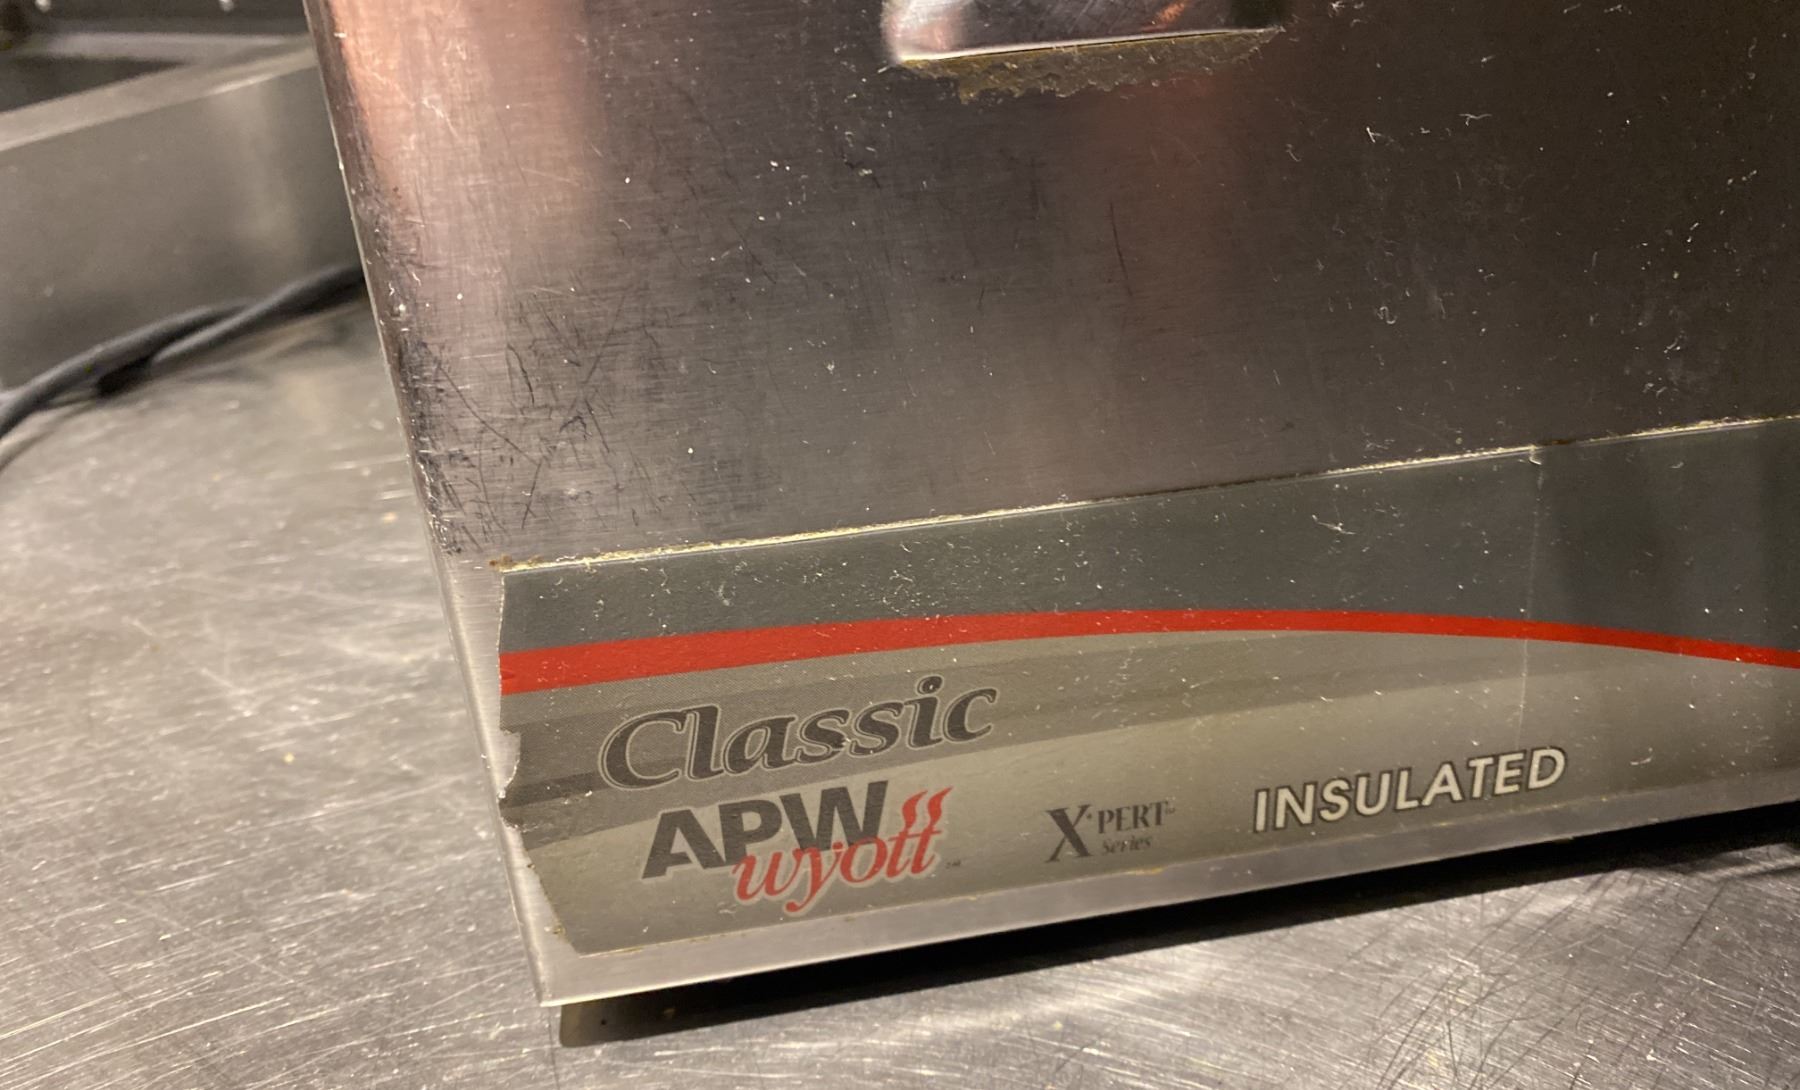 Classic
APW
wyott
X*PERT
Series
INSULATED